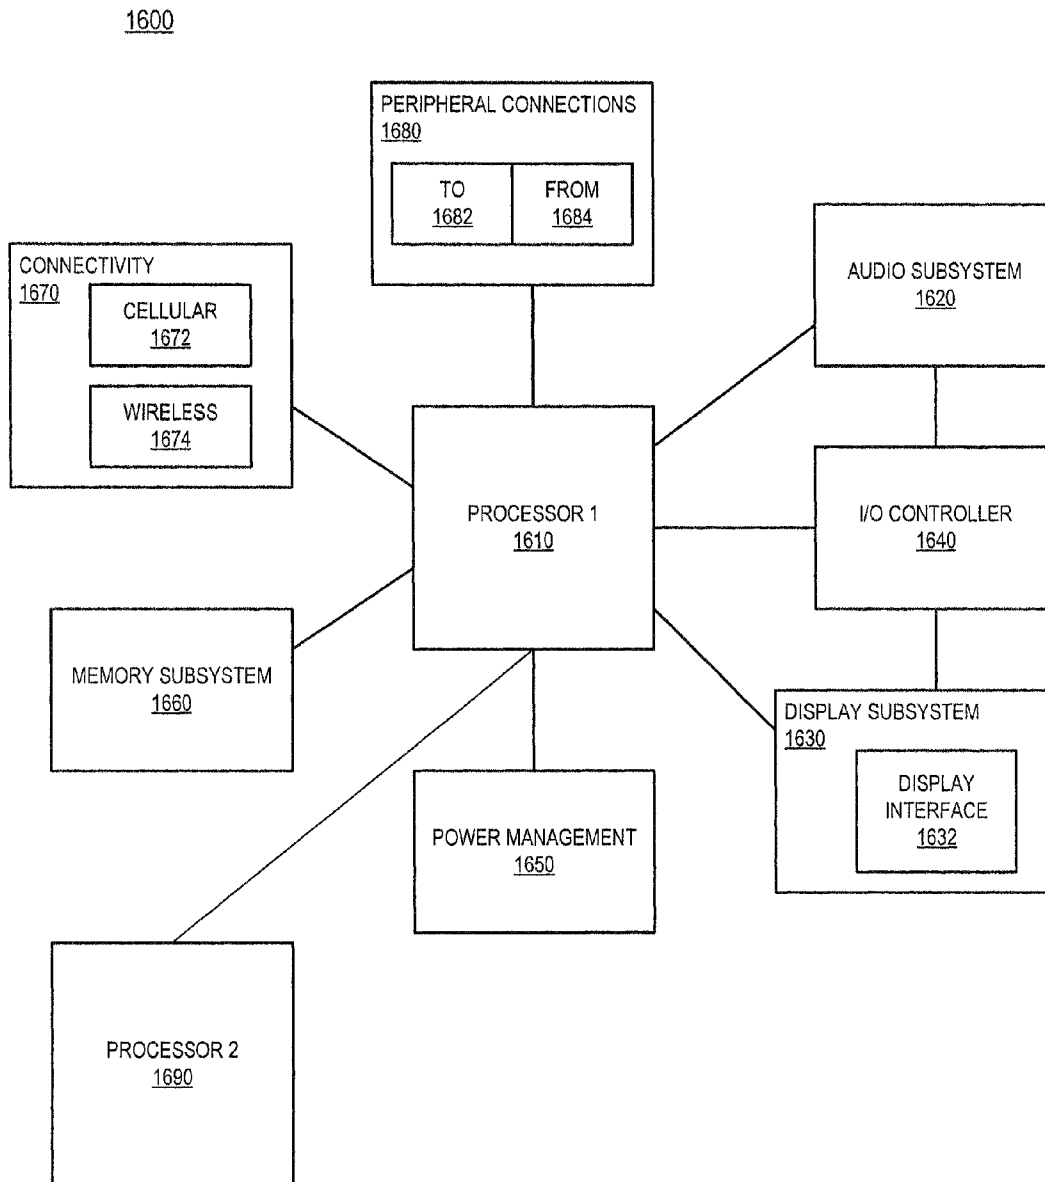 1600
PERIPHERAL CONNECTIONS
1680
TO
1682
FROM
1684
CONNECTIVITY
1670
CELLULAR
1672
WIRELESS
1674
AUDIO SUBSYSTEM
1620
PROCESSOR 1
1610
I/O CONTROLLER
1640
MEMORY SUBSYSTEM
1660
DISPLAY SUBSYSTEM
1630
DISPLAY
INTERFACE
1632
POWER MANAGEMENT
1650
PROCESSOR 2
1690